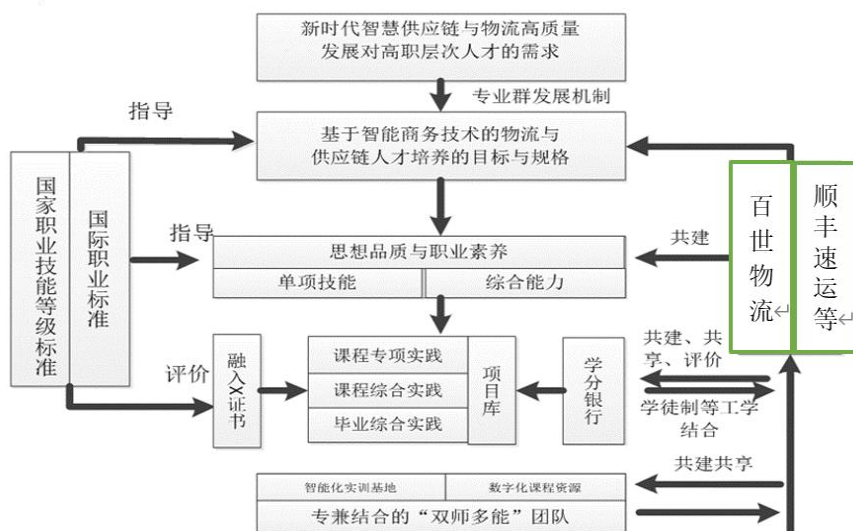 新时代智慧供应链与物流高质量
发展对高职层次人才的需求
专业群发展机制
指导
基于智能商务技术的物流与
供应链人才培养的目标与规格
国家职业技能等级标准
国际职业标准
指导
思想品质与职业素养
单项技能
综合能力
共建
百世物流
顺丰速运等
评价
融入X证书
课程专项实践
课程综合实践
毕业综合实践
项目库
学分银行
共建、共
享、评价
学徒制等工学
结合
共建共享
智能化实训基地
数字化课程资源
专兼结合的“双师多能”团队